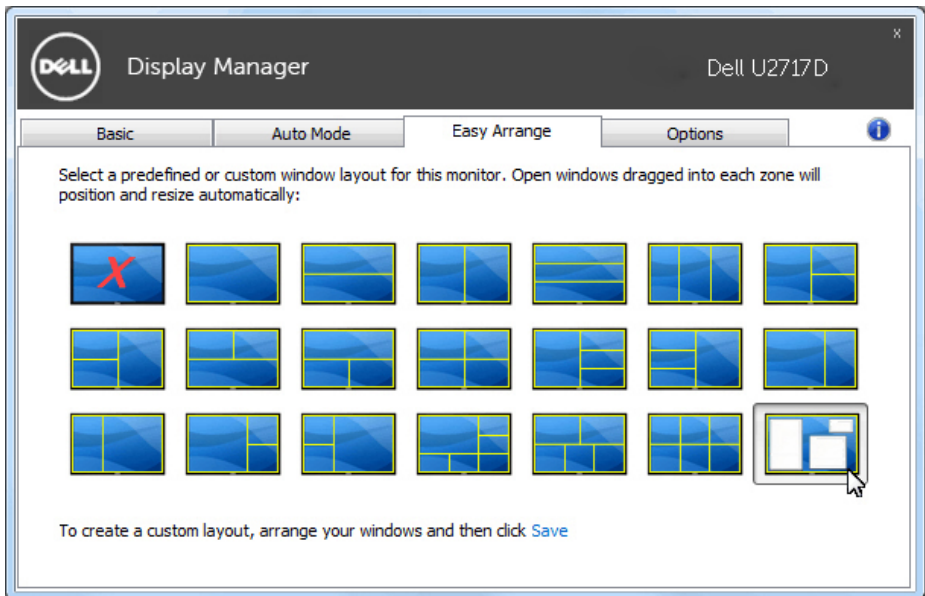 x
DELL
Display Manager
Dell U2717D
Basic
Auto Mode
Easy Arrange
Options
i
Select a predefined or custom window layout for this monitor. Open windows dragged into each zone will
position and resize automatically:
X
To create a custom layout, arrange your windows and then click Save